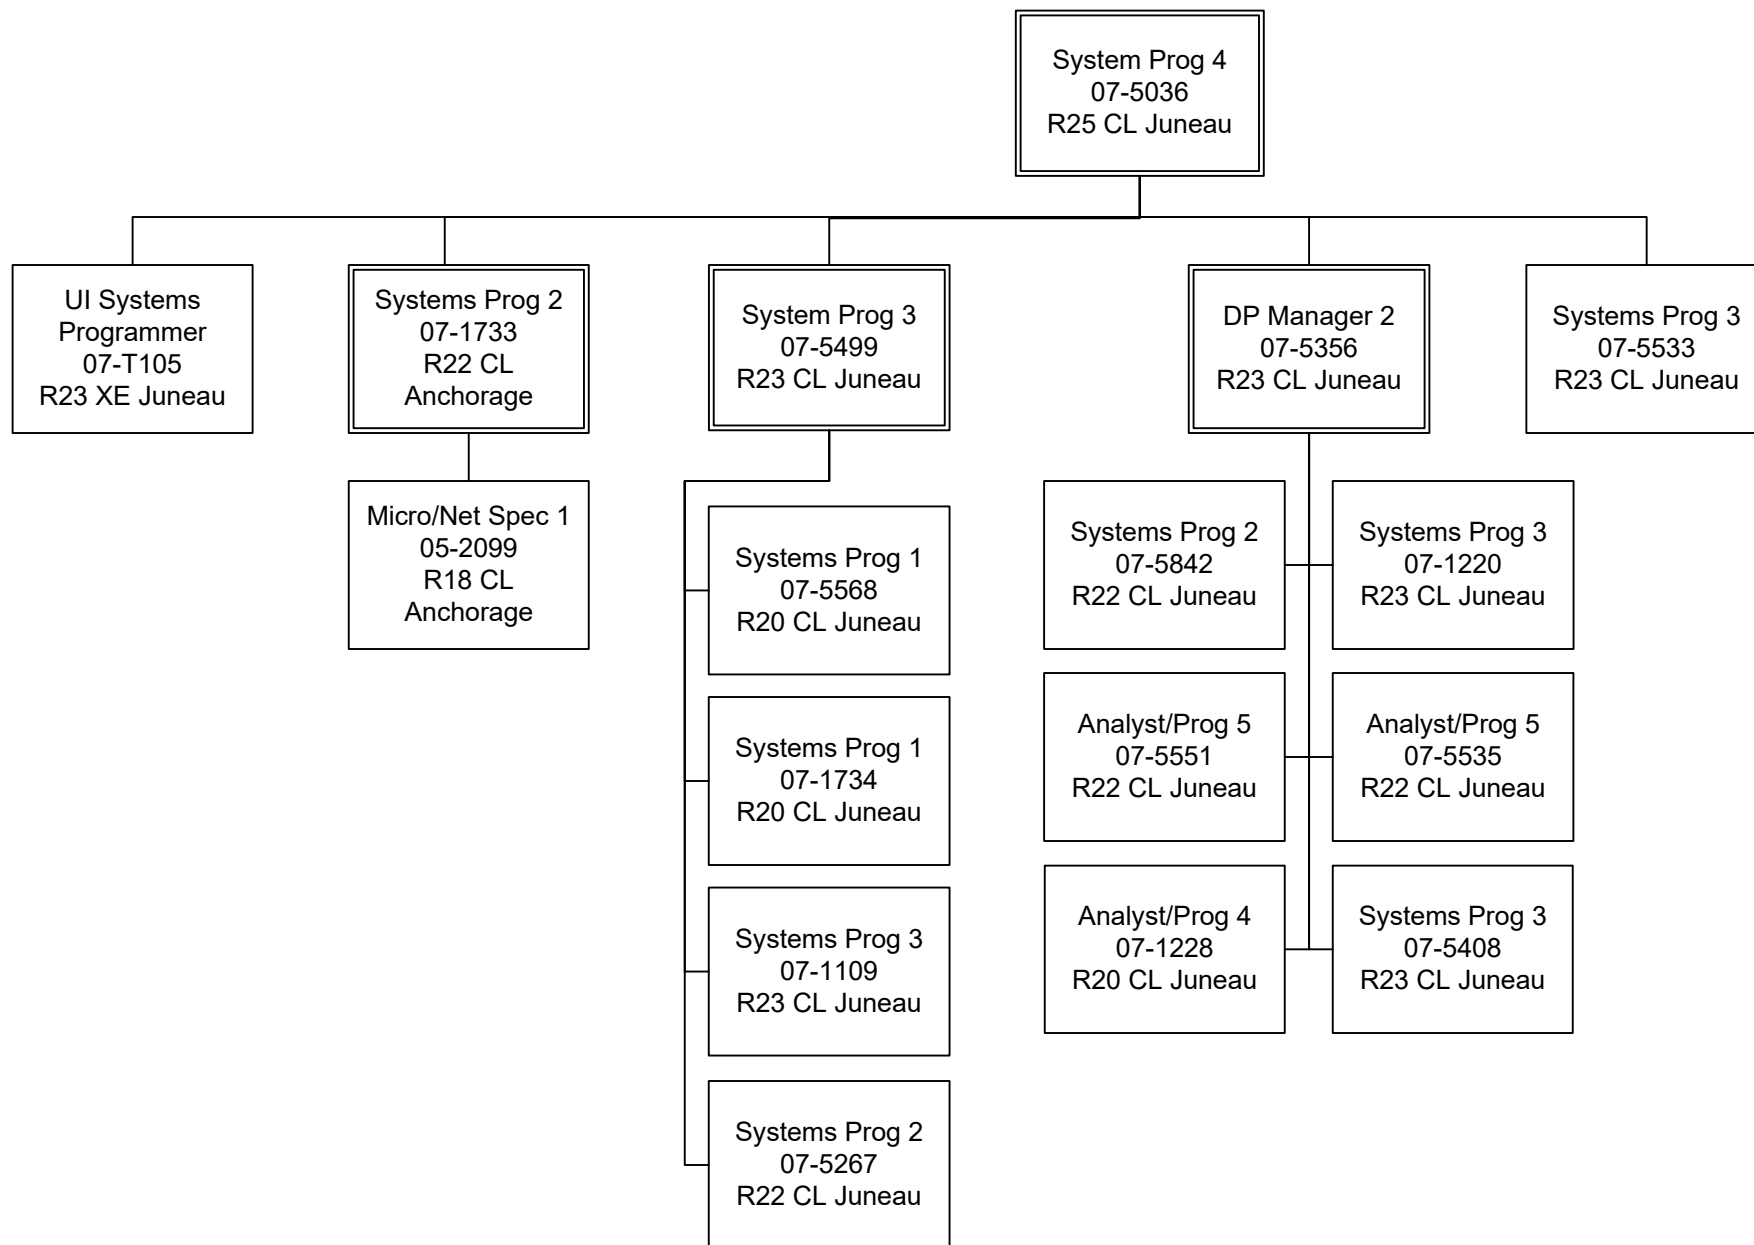 System Prog 4
07-5036
R25 CL Juneau
UI Systems
Programmer
07-T105
R23 XE Juneau
Systems Prog 2
07-1733
R22 CL
Anchorage
System Prog 3
07-5499
R23 CL Juneau
DP Manager 2
07-5356
R23 CL Juneau
Systems Prog 3
07-5533
R23 CL Juneau
Micro/Net Spec 1
05-2099
R18 CL
Anchorage
Systems Prog 1
07-5568
R20 CL Juneau
Systems Prog 1
07-1734
R20 CL Juneau
Systems Prog 3
07-1109
R23 CL Juneau
Systems Prog 2
07-5267
R22 CL Juneau
Systems Prog 2
07-5842
R22 CL Juneau
Systems Prog 3
07-1220
R23 CL Juneau
Analyst/Prog 5
07-5551
R22 CL Juneau
Analyst/Prog 5
07-5535
R22 CL Juneau
Analyst/Prog 4
07-1228
R20 CL Juneau
Systems Prog 3
07-5408
R23 CL Juneau